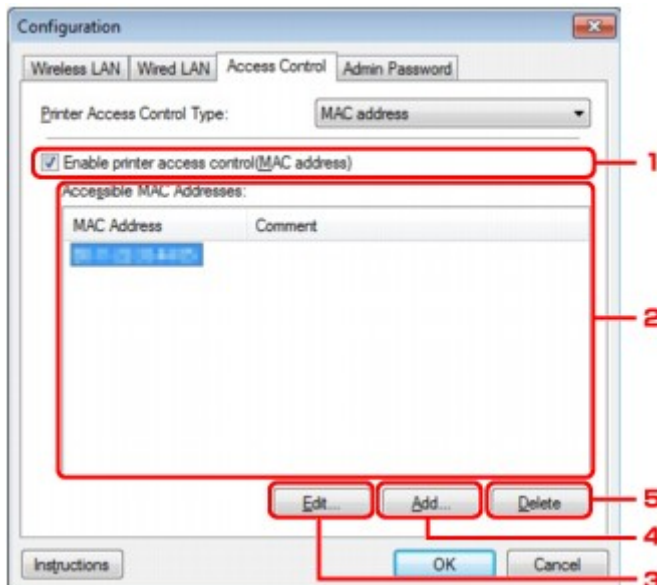 Configuration
Wireless LAN Wired LAN Access Control Admin Password
Printer Access Control Type: MAC address
Enable printer access control(MAC address) 1
Accessible MAC Addresses:
MAC Address Comment
2
Edit... Add... Delete 5
4
Instructions OK Cancel
3